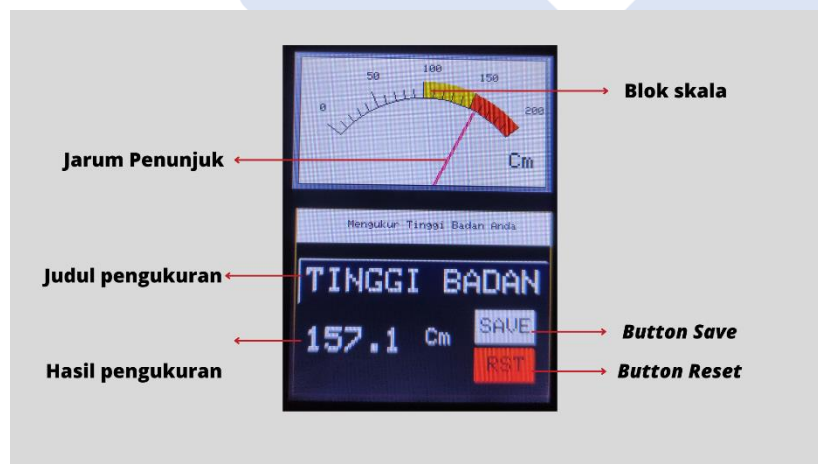 0 50 100 150 200
Blok skala
Jarum Penunjuk
Cm
Mengukur Tinggi Badan Anda
Judul pengukuran
TINGGI BADAN
157.1 Cm
SAVE
Button Save
Hasil pengukuran
RST
Button Reset